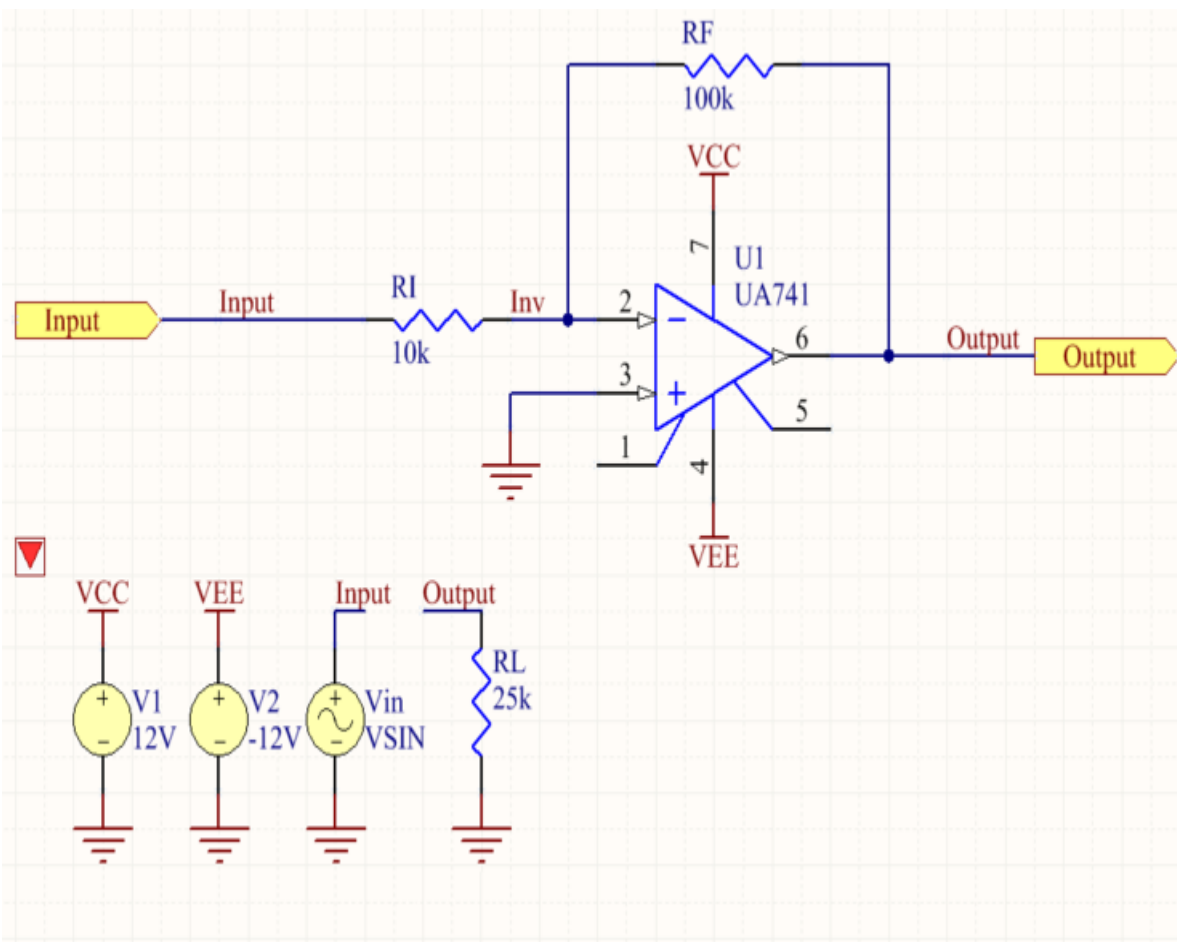 RF
100k
VCC
7
U1
UA741
Input
Input
RI
10k
Inv
2
−
3
+
6
Output
Output
5
1
4
VEE
VCC
VEE
Input
Output
+
V1
12V
−
+
V2
-12V
−
+
Vin
VSIN
−
RL
25k